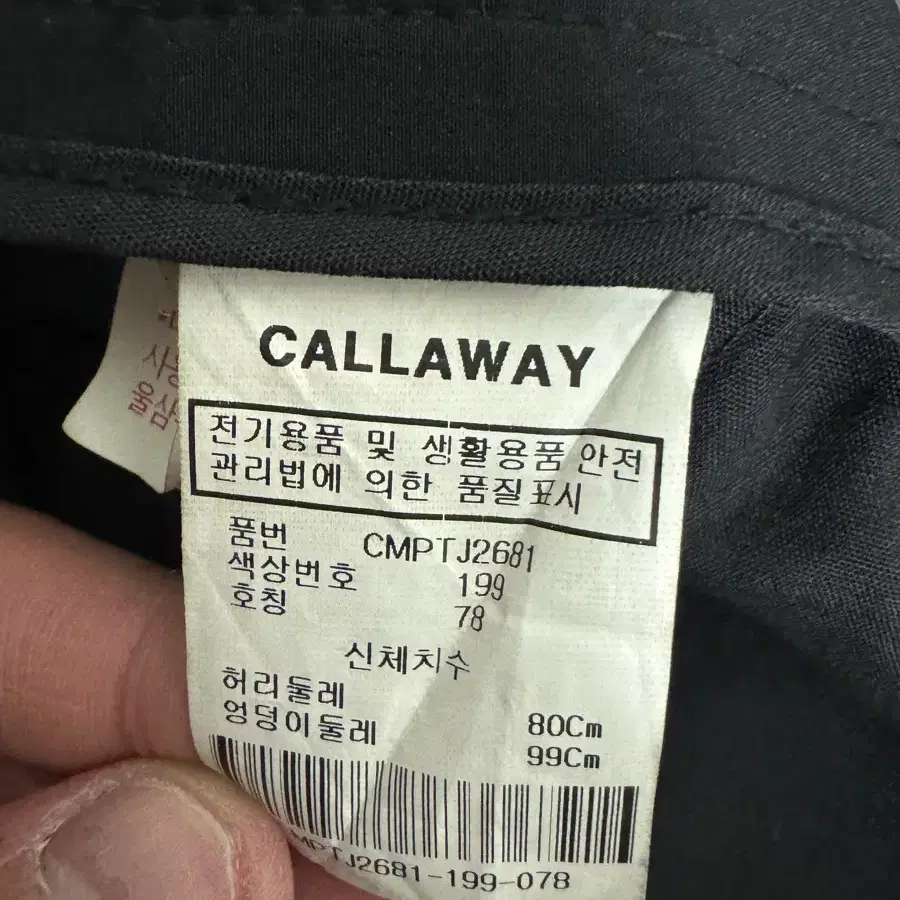 CALLAWAY
전기용품 및 생활용품 안전
관리법에 의한 품질표시
품번 CMPTJ2681
색상번호 199
호칭 78
신체치수
허리둘레 80Cm
엉덩이둘레 99Cm
MPTJ2681-199-078